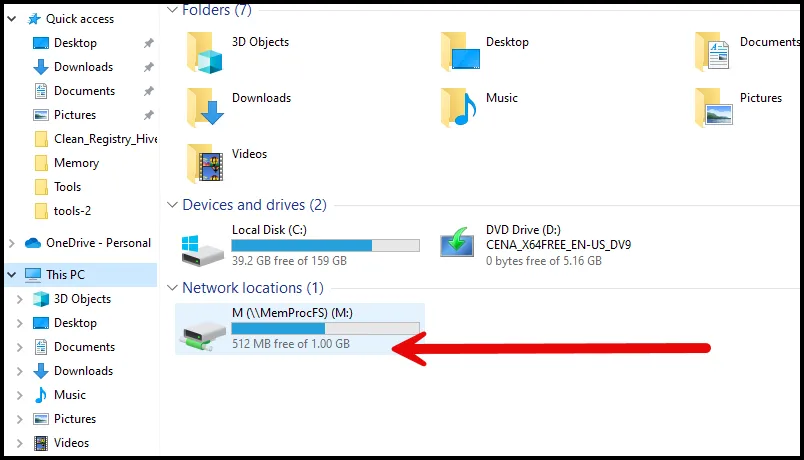 Quick access
Desktop
Downloads
Documents
Pictures
Clean_Registry_Hive
Memory
Tools
tools-2
OneDrive - Personal
This PC
3D Objects
Desktop
Documents
Downloads
Music
Pictures
Videos
Folders (7)
3D Objects
Desktop
Documents
Downloads
Music
Pictures
Videos
Devices and drives (2)
Local Disk (C:)
39.2 GB free of 159 GB
DVD Drive (D:)
CENA_X64FREE_EN-US_DV9
0 bytes free of 5.16 GB
Network locations (1)
M (\\MemProcFS) (M:)
512 MB free of 1.00 GB